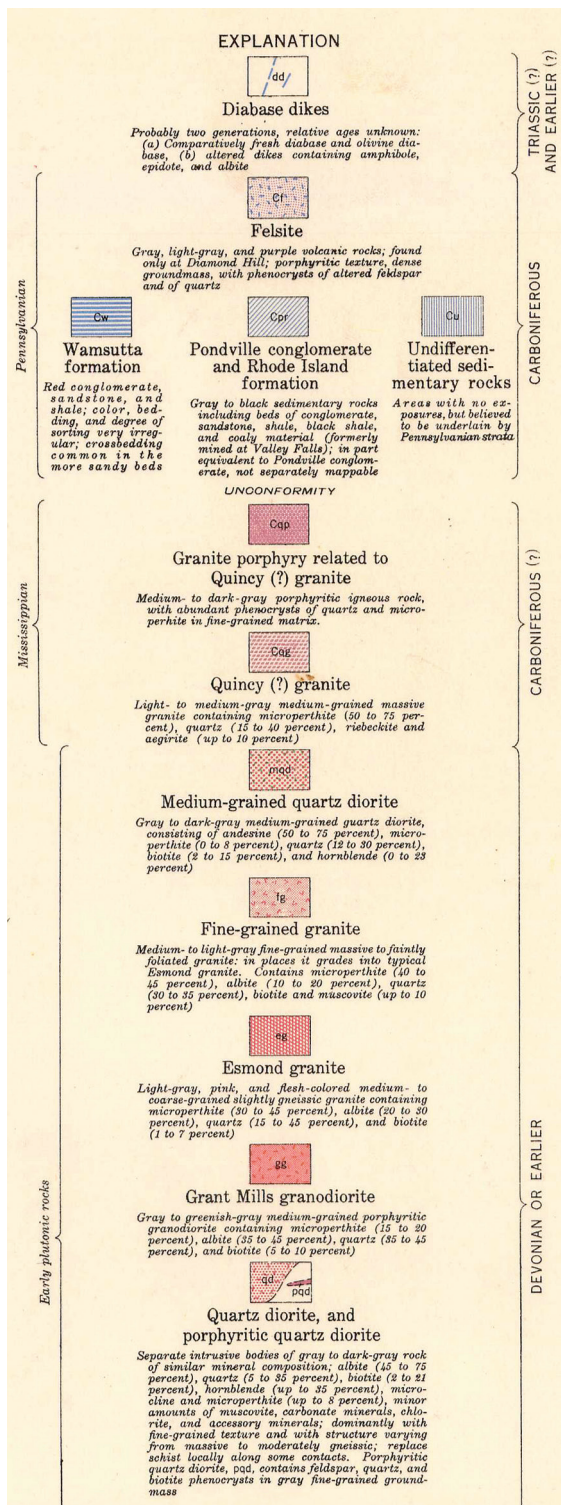 EXPLANATION
dd
Diabase dikes
Probably two generations, relative ages unknown:
(a) Comparatively fresh diabase and olivine dia-
base, (b) altered dikes containing amphibole,
epidote, and albite
TRIASSIC (?)
AND EARLIER (?)
Cf
Felsite
Gray, light-gray, and purple volcanic rocks; found
only at Diamond Hill; porphyritic texture, dense
groundmass, with phenocrysts of altered feldspar
and of quartz
Cw
Wamsutta
formation
Red conglomerate,
sandstone, and
shale; color, bed-
ding, and degree of
sorting very irreg-
ular; crossbedding
common in the
more sandy beds
Cpr
Pondville conglomerate
and Rhode Island
formation
Gray to black sedimentary rocks
including beds of conglomerate,
sandstone, shale, black shale,
and coaly material (formerly
mined at Valley Falls); in part
equivalent to Pondville conglom-
erate, not separately mappable
Cu
Undifferen-
tiated sedi-
mentary rocks
Areas with no ex-
posures, but believed
to be underlain by
Pennsylvanian strata
Pennsylvanian
CARBONIFEROUS
UNCONFORMITY
Cqp
Granite porphyry related to
Quincy (?) granite
Medium- to dark-gray porphyritic igneous rock,
with abundant phenocrysts of quartz and micro-
perhite in fine-grained matrix.
Cqg
Quincy (?) granite
Light- to medium-gray medium-grained massive
granite containing microperthite (50 to 75 per-
cent), quartz (15 to 40 percent), riebeckite and
aegirite (up to 10 percent)
Mississippian
CARBONIFEROUS (?)
mqd
Medium-grained quartz diorite
Gray to dark-gray medium-grained quartz diorite,
consisting of andesine (50 to 75 percent), micro-
perthite (0 to 8 percent), quartz (12 to 30 percent),
biotite (2 to 15 percent), and hornblende (0 to 23
percent)
fg
Fine-grained granite
Medium- to light-gray fine-grained massive to faintly
foliated granite: in places it grades into typical
Esmond granite. Contains microperthite (40 to
45 percent), albite (10 to 20 percent), quartz
(30 to 35 percent), biotite and muscovite (up to 10
percent)
eg
Esmond granite
Light-gray, pink, and flesh-colored medium- to
coarse-grained slightly gneissic granite containing
microperthite (30 to 45 percent), albite (20 to 30
percent), quartz (15 to 45 percent), and biotite
(1 to 7 percent)
gg
Grant Mills granodiorite
Gray to greenish-gray medium-grained porphyritic
granodiorite containing microperthite (15 to 20
percent), albite (35 to 45 percent), quartz (35 to 45
percent), and biotite (5 to 10 percent)
qd
pqd
Quartz diorite, and
porphyritic quartz diorite
Separate intrusive bodies of gray to dark-gray rock
of similar mineral composition; albite (45 to 75
percent), quartz (5 to 35 percent), biotite (2 to 21
percent), hornblende (up to 35 percent), micro-
cline and microperthite (up to 8 percent), minor
amounts of muscovite, carbonate minerals, chlo-
rite, and accessory minerals; dominantly with
fine-grained texture and with structure varying
from massive to moderately gneissic; replace
schist locally along some contacts. Porphyritic
quartz diorite, pqd, contains feldspar, quartz, and
biotite phenocrysts in gray fine-grained ground-
mass
Early plutonic rocks
DEVONIAN OR EARLIER